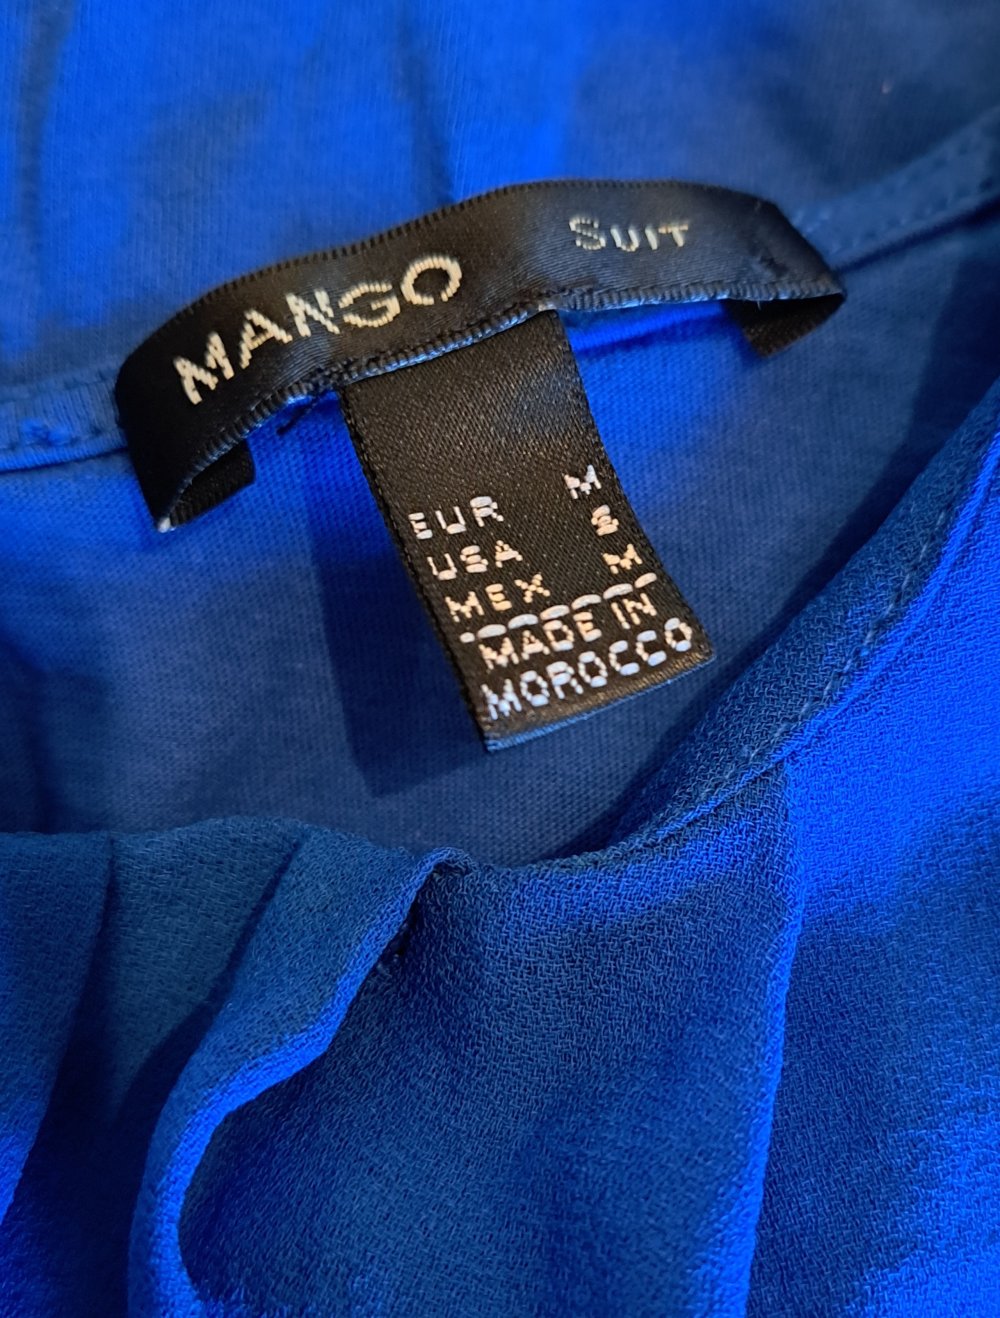 MANGO Suit
EUR M
USA S
MEX M
MADE IN
MOROCCO